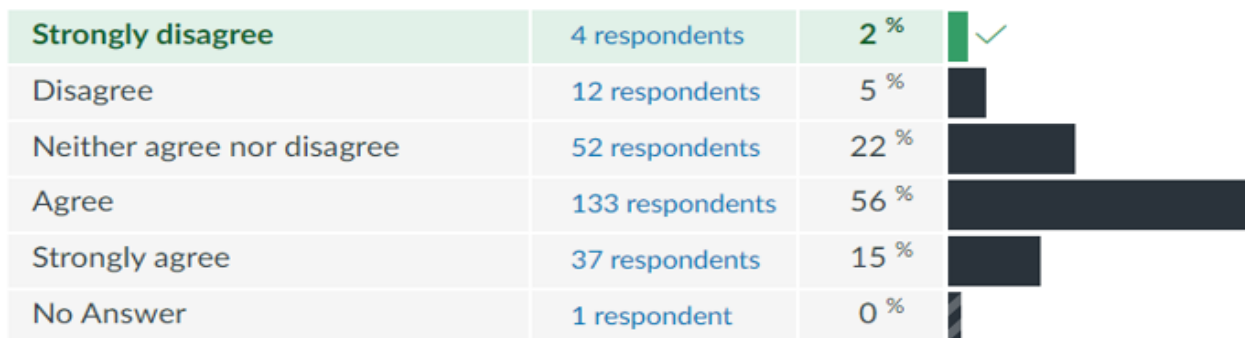 Strongly disagree 4 respondents 2 %
Disagree 12 respondents 5 %
Neither agree nor disagree 52 respondents 22 %
Agree 133 respondents 56 %
Strongly agree 37 respondents 15 %
No Answer 1 respondent 0 %